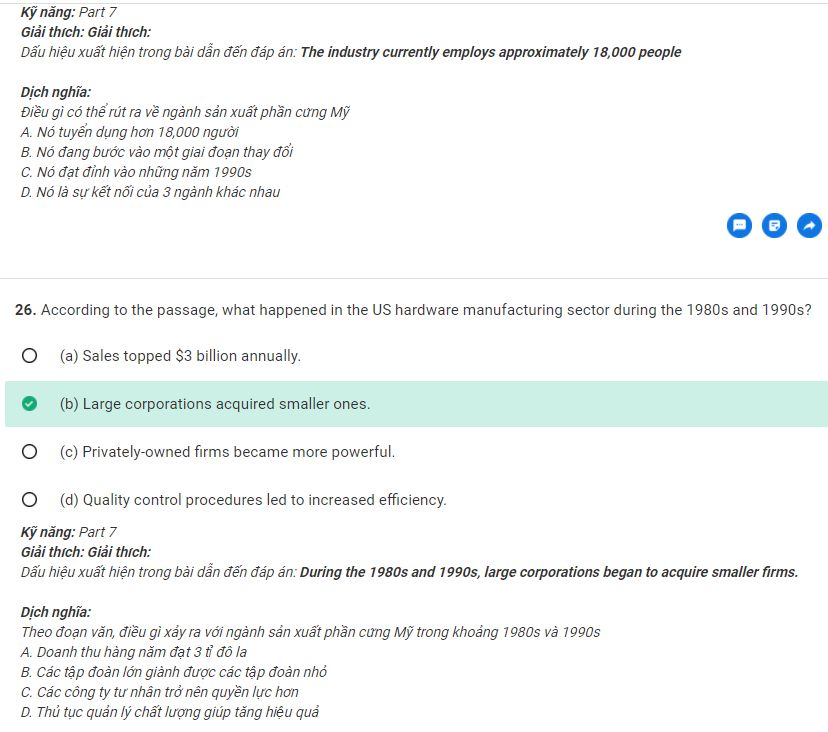 Kỹ năng: Part 7
Giải thích: Giải thích:
Dấu hiệu xuất hiện trong bài dẫn đến đáp án: The industry currently employs approximately 18,000 people
Dịch nghĩa:
Điều gì có thể rút ra về ngành sản xuất phần cứng Mỹ
A. Nó tuyển dụng hơn 18,000 người
B. Nó đang bước vào một giai đoạn thay đổi
C. Nó đạt đỉnh vào những năm 1990s
D. Nó là sự kết nối của 3 ngành khác nhau
26. According to the passage, what happened in the US hardware manufacturing sector during the 1980s and 1990s?
(a) Sales topped $3 billion annually.
(b) Large corporations acquired smaller ones.
(c) Privately-owned firms became more powerful.
(d) Quality control procedures led to increased efficiency.
Kỹ năng: Part 7
Giải thích: Giải thích:
Dấu hiệu xuất hiện trong bài dẫn đến đáp án: During the 1980s and 1990s, large corporations began to acquire smaller firms.
Dịch nghĩa:
Theo đoạn văn, điều gì xảy ra với ngành sản xuất phần cứng Mỹ trong khoảng 1980s và 1990s
A. Doanh thu hàng năm đạt 3 tỉ đô la
B. Các tập đoàn lớn giành được các tập đoàn nhỏ
C. Các công ty tư nhân trở nên quyền lực hơn
D. Thủ tục quản lý chất lượng giúp tăng hiệu quả